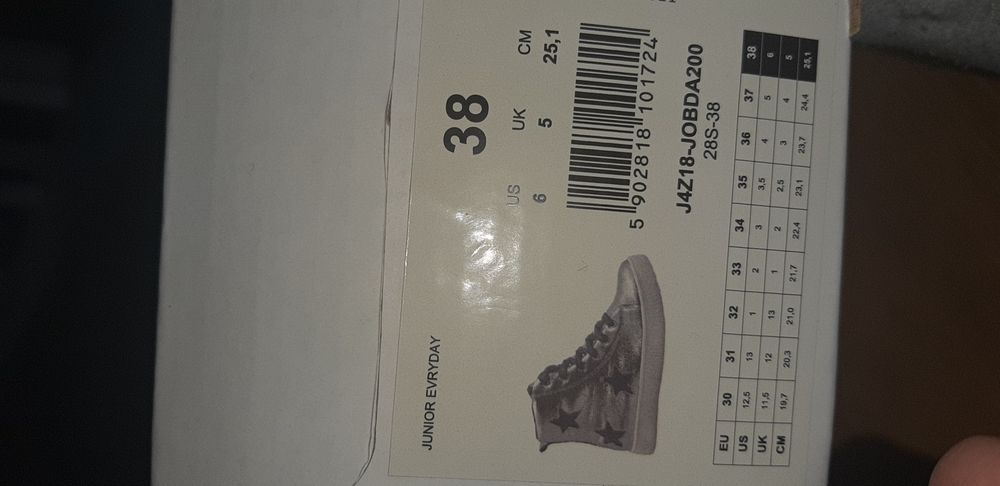 JUNIOR EVRYDAY
38
US UK CM
6 5 25,1
5 902818 101724
J4Z18-JOBDA200
28S-38
EU 30 31 32 33 34 35 36 37 38
US 12,5 13 1 2 3 3,5 4 5 6
UK 11,5 12 13 1 2 2,5 3 4 5
CM 19,7 20,3 21,0 21,7 22,4 23,1 23,7 24,4 25,1